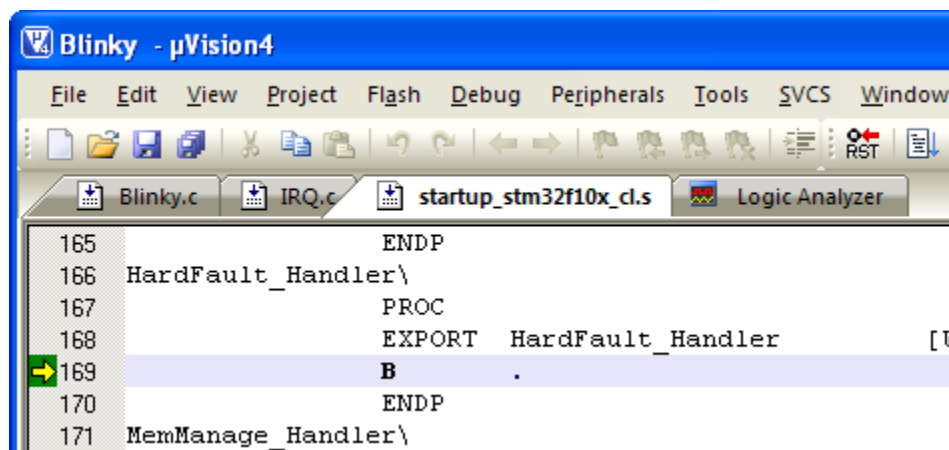 Blinky - µVision4
File Edit View Project Flash Debug Peripherals Tools SVCS Window
RST
Blinky.c IRQ.c startup_stm32f10x_cl.s Logic Analyzer
165 ENDP
166 HardFault_Handler\
167 PROC
168 EXPORT HardFault_Handler [
169 B .
170 ENDP
171 MemManage_Handler\